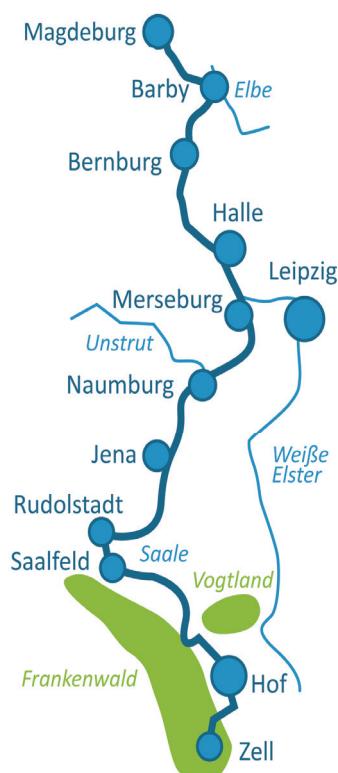 Magdeburg
Barby
Elbe
Bernburg
Halle
Leipzig
Merseburg
Unstrut
Naumburg
Jena
Weiße
Elster
Rudolstadt
Saalfeld
Saale
Vogtland
Frankenwald
Hof
Zell